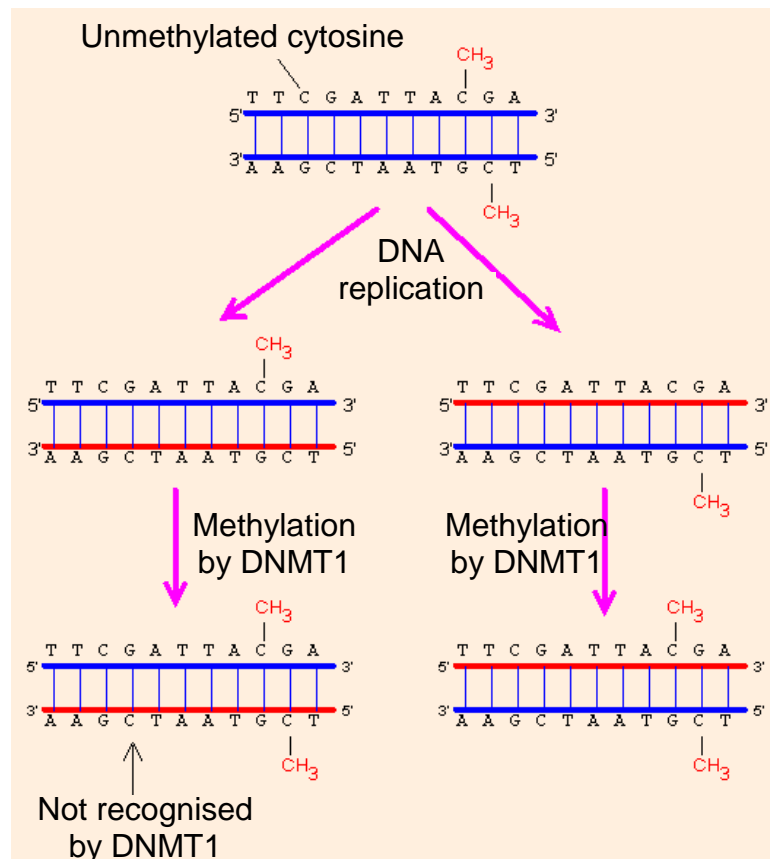 Unmethylated cytosine
CH3
T T C G A T T A C G A
5' 3'
3' 5'
A A G C T A A T G C T
CH3
DNA
replication
CH3
T T C G A T T A C G A
5' 3'
3' 5'
A A G C T A A T G C T
T T C G A T T A C G A
5' 3'
3' 5'
A A G C T A A T G C T
CH3
Methylation
by DNMT1
Methylation
by DNMT1
CH3
T T C G A T T A C G A
5' 3'
3' 5'
A A G C T A A T G C T
CH3
CH3
T T C G A T T A C G A
5' 3'
3' 5'
A A G C T A A T G C T
CH3
Not recognised
by DNMT1